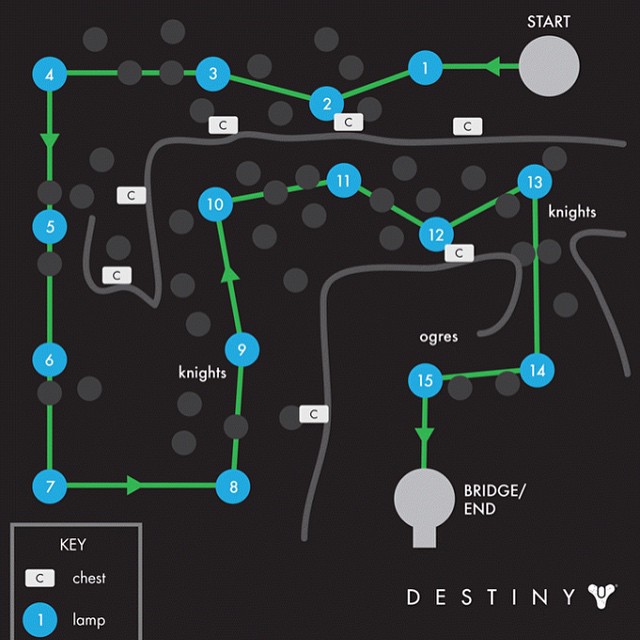 START
4
3
2
1
C
C
C
C
10
11
12
13
knights
C
5
C
ogres
6
9
knights
15
14
C
7
8
BRIDGE/
END
KEY
C chest
1 lamp
DESTINY